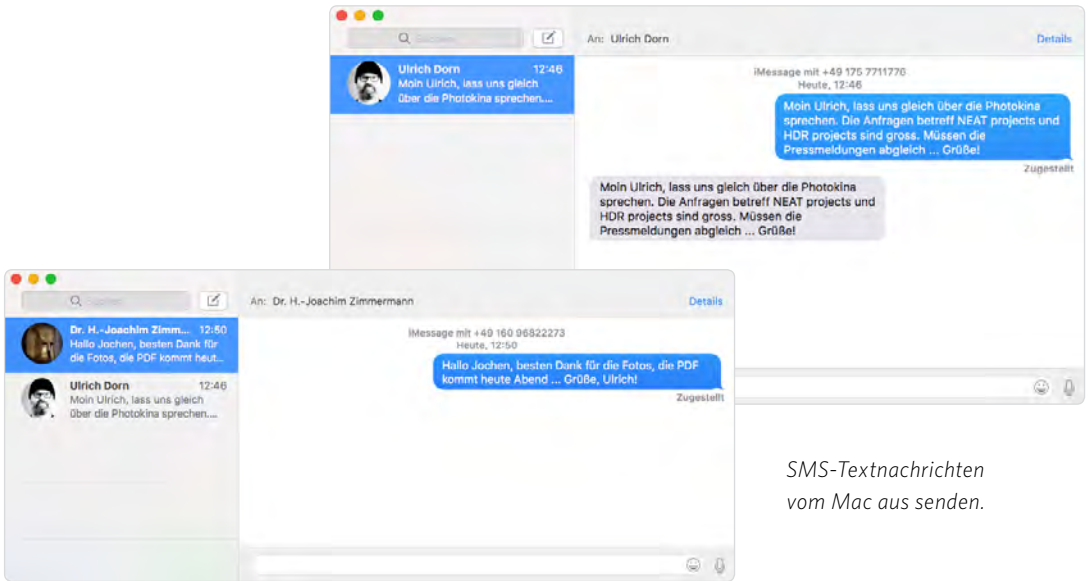 Suchen
An: Ulrich Dorn
Details
Ulrich Dorn 12:46
Moin Ulrich, lass uns gleich
über die Photokina sprechen....
iMessage mit +49 175 7711776
Heute, 12:46
Moin Ulrich, lass uns gleich über die Photokina
sprechen. Die Anfragen betreff NEAT projects und
HDR projects sind gross. Müssen die
Pressmeldungen abgleich ... Grüße!
Zugestellt
Moin Ulrich, lass uns gleich über die Photokina
sprechen. Die Anfragen betreff NEAT projects und
HDR projects sind gross. Müssen die
Pressmeldungen abgleich ... Grüße!
Suchen
An: Dr. H.-Joachim Zimmermann
Details
Dr. H.-Joachim Zimm... 12:50
Hallo Jochen, besten Dank für
die Fotos, die PDF kommt heut...
Ulrich Dorn 12:46
Moin Ulrich, lass uns gleich
über die Photokina sprechen....
iMessage mit +49 160 96822273
Heute, 12:50
Hallo Jochen, besten Dank für die Fotos, die PDF
kommt heute Abend ... Grüße, Ulrich!
Zugestellt
SMS-Textnachrichten
vom Mac aus senden.